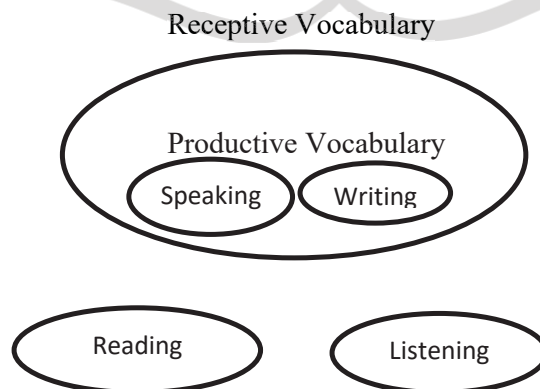 Receptive Vocabulary
Productive Vocabulary
Speaking Writing
Reading Listening